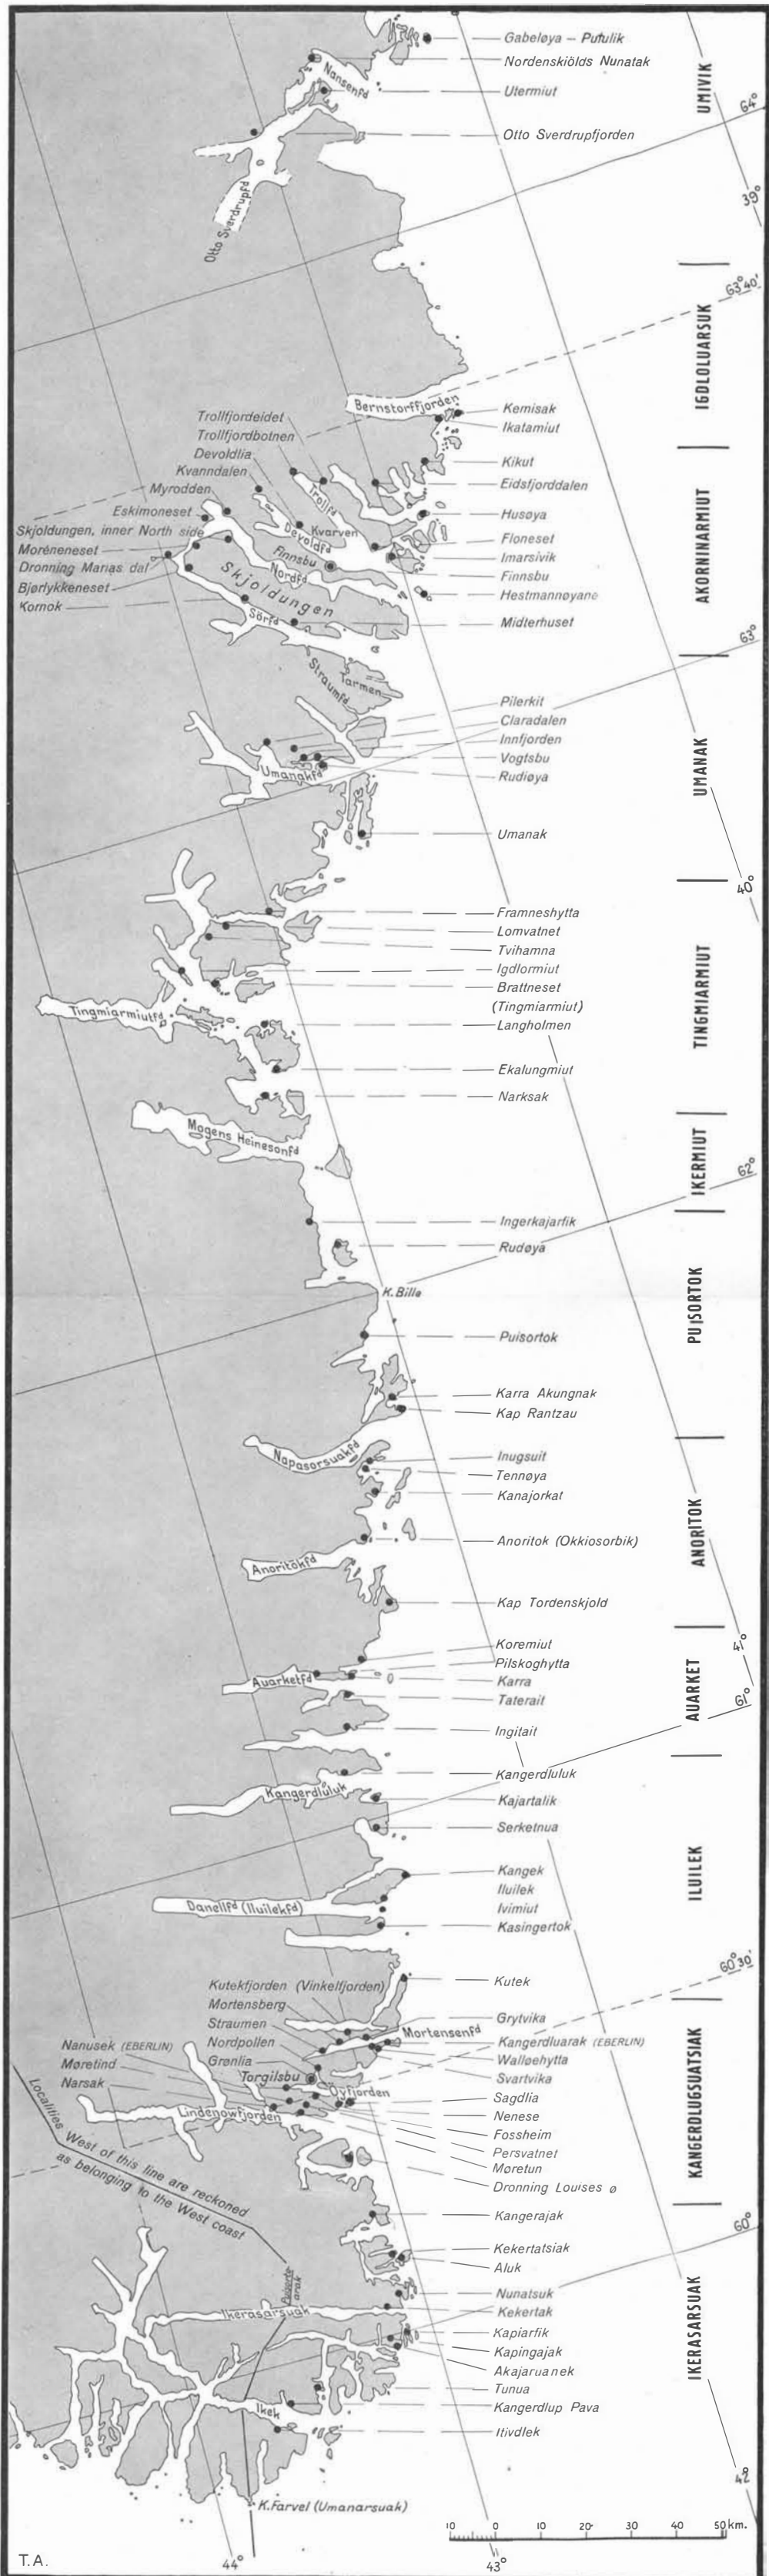 Gabeløya – Putulik
Nordenskiölds Nunatak
Nansenfd
Utermiut
UMIVIK
64°
Otto Sverdrupfjorden
Otto Sverdrupfd
39°
63°40'
IGDLOLUARSUK
Bernstorffjorden
Kemisak
Ikatamiut
Trollfjordeidet
Trollfjordbotnen
Devoldlia
Kvanndalen
Myrodden
Eskimoneset
Skjoldungen, inner North side
Moreneneset
Dronning Marias dal
Bjørlykkeneset
Kornok
Kikut
Eidsfjorddalen
Husøya
Floneset
Imarsivik
Finnsbu
Hestmannøyane
Midterhuset
AKORNINARMIUT
Trollfd
Kvarven
Devoldfd
Finnsbu
Nordfd
Skjoldungen
Sörfd
63°
Straumfd
Tarmen
Pilerkit
Claradalen
Innfjorden
Vogtsbu
Rudiøya
Umanakfd
UMANAK
Umanak
40°
Framneshytta
Lomvatnet
Tvihamna
Igdlormiut
Brattneset
(Tingmiarmiut)
Langholmen
Tingmiarmiutfd
TINGMIARMIUT
Ekalungmiut
Narksak
Mogens Heinesonfd
IKERMIUT
62°
Ingerkajarfik
Rudøya
K. Bille
PUISORTOK
Puisortok
Karra Akungnak
Kap Rantzau
Napasorsuakfd
Inugsuit
Tennøya
Kanajorkat
ANORITOK
Anoritok (Okkiosorbik)
Anoritokfd
Kap Tordenskjold
41°
Koremiut
Pilskoghytta
Karra
Taterait
Auarketfd
AUARKET
61°
Ingitait
Kangerdluluk
Kangerdluluk
Kajartalik
Serketnua
ILUILEK
Kangek
Iluilek
Ivimiut
Kasingertok
Danellfd (Iluilekfd)
60°30'
Kutek
Kutekfjorden (Vinkelfjorden)
Mortensberg
Straumen
Nordpollen
Grønlia
Torgilsbu
Nanusek (EBERLIN)
Møretind
Narsak
Mortensenfd
Grytvika
Kangerdluarak (EBERLIN)
Walløehytta
Svartvika
Öyfjorden
Sagdlia
Nenese
Fossheim
Persvatnet
Møretun
Dronning Louises ø
Lindenowfjorden
KANGERDLUGSUATSIAK
Localities West of this line are reckoned
as belonging to the West coast
Kangerajak
60°
Kekertatsiak
Aluk
Nunatsuk
Kekertak
Ikerasarsuak
IKERASARSUAK
Kapiarfik
Kapingajak
Akajaruanek
Tunua
Kangerdlup Pava
Itivdlek
Ikek
42°
K. Farvel (Umanarsuak)
10 0 10 20 30 40 50 km.
T.A.
44°
43°